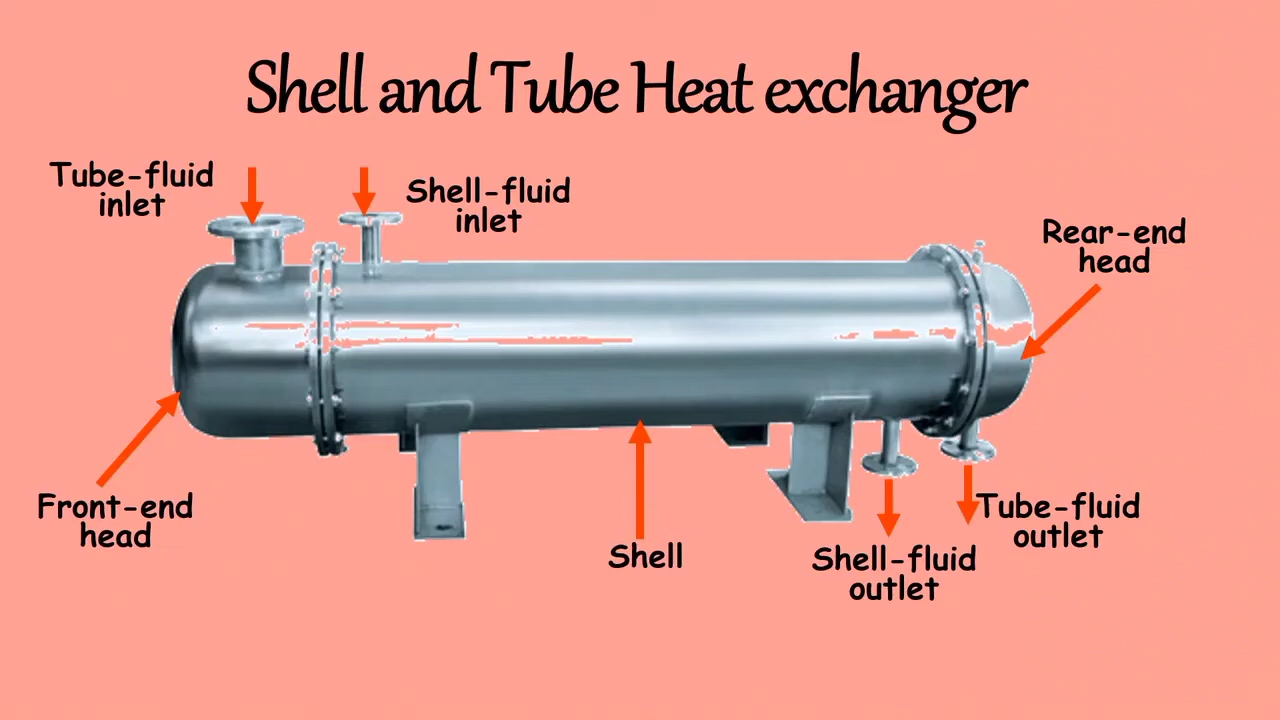 Shell and Tube Heat exchanger
Tube-fluid
inlet
Shell-fluid
inlet
Rear-end
head
Front-end
head
Shell
Shell-fluid
outlet
Tube-fluid
outlet